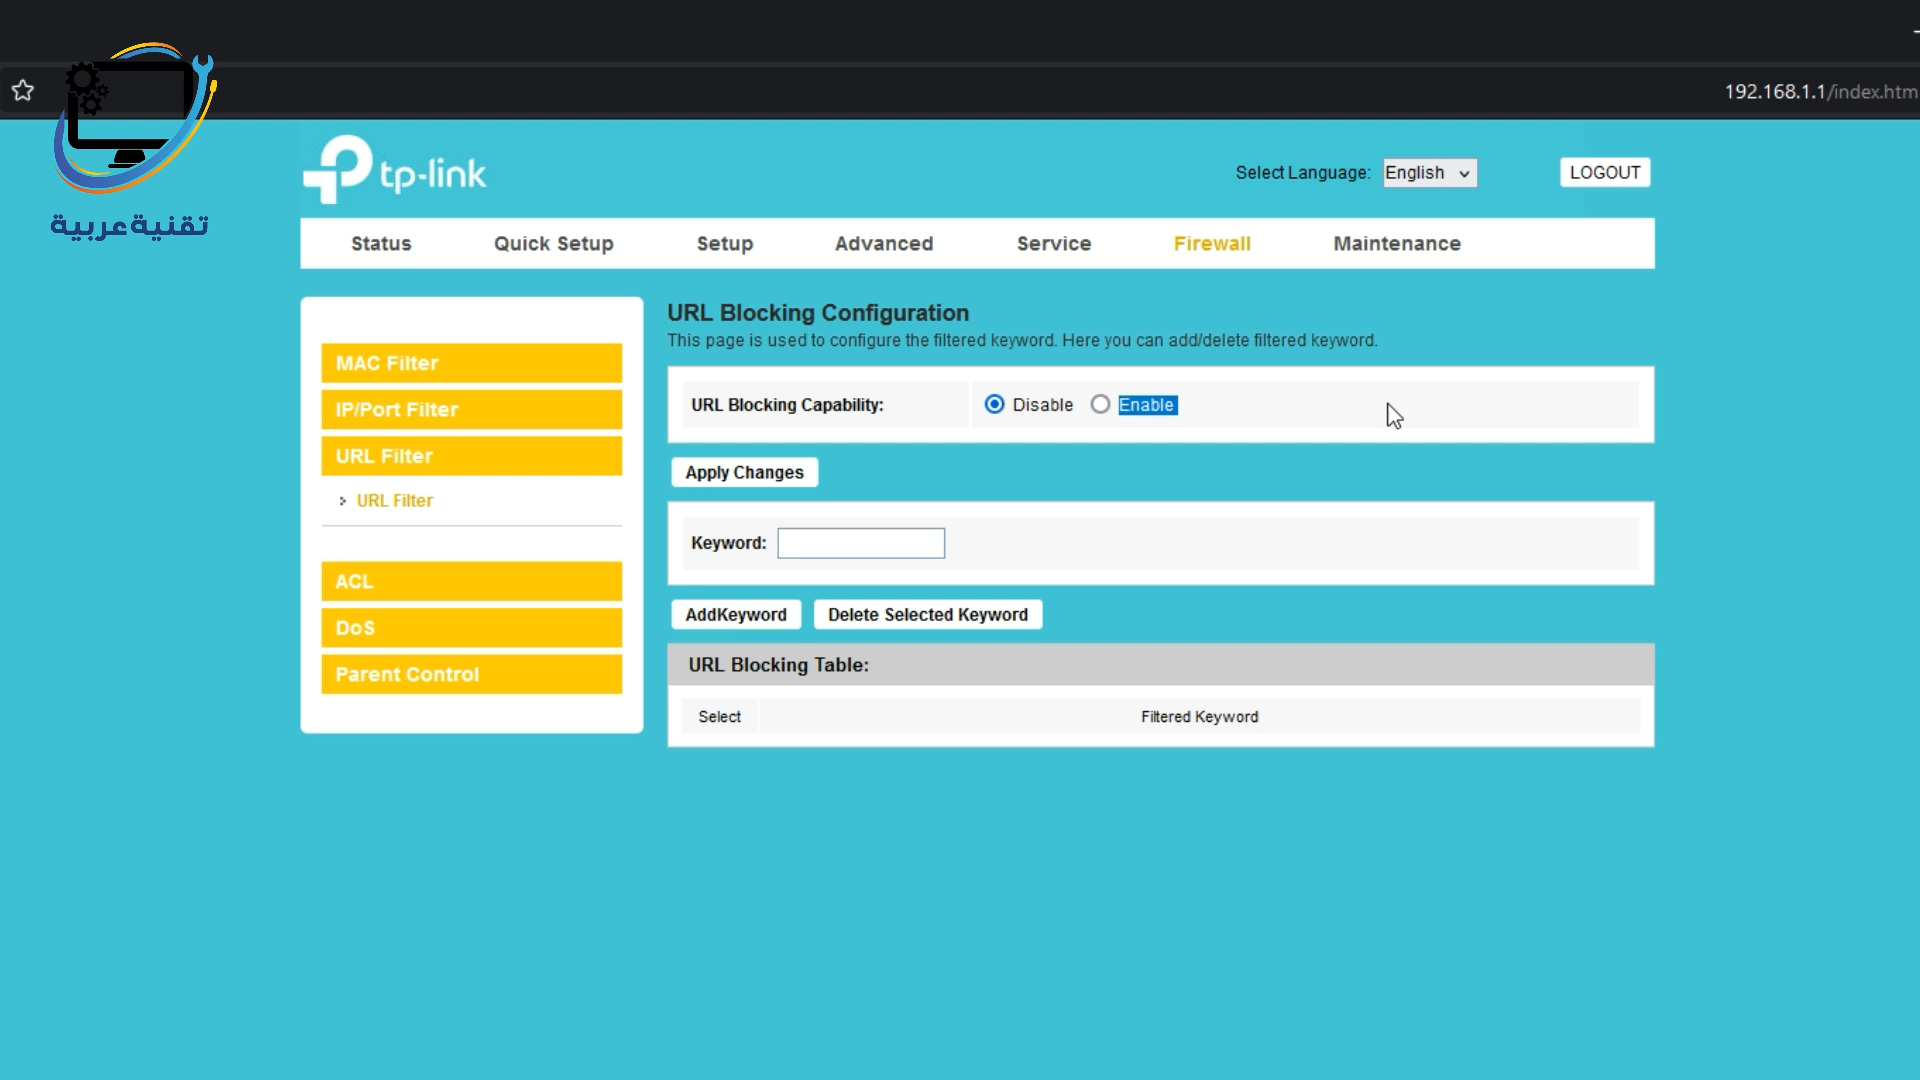 192.168.1.1/index.htm
تقنية عربية
tp-link
Select Language: English LOGOUT
Status Quick Setup Setup Advanced Service Firewall Maintenance
MAC Filter
IP/Port Filter
URL Filter
URL Filter
ACL
DoS
Parent Control
URL Blocking Configuration
This page is used to configure the filtered keyword. Here you can add/delete filtered keyword.
URL Blocking Capability: Disable Enable
Apply Changes
Keyword:
AddKeyword Delete Selected Keyword
URL Blocking Table:
Select Filtered Keyword